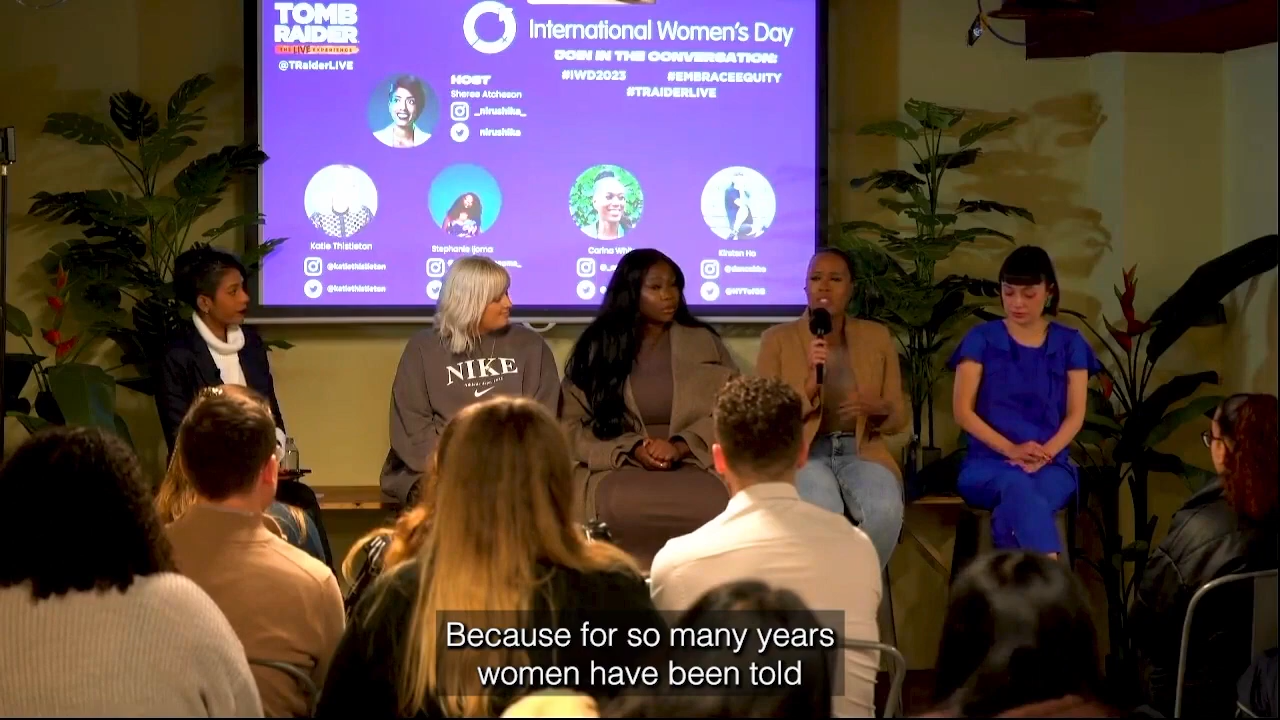 TOMB
RAIDER
THE LIVE EXPERIENCE
@TRaiderLIVE
International Women's Day
JOIN IN THE CONVERSATION:
#IWD2023 #EMBRACEEQUITY
#TRAIDERLIVE
HOST
Sheree Atcheson
_nirushika_
nirushika
Katie Thistleton
@katiethistleton
@katiethistleton
Stephanie Ijoma
Carina
Kirsten Ho
NIKE
Because for so many years
women have been told